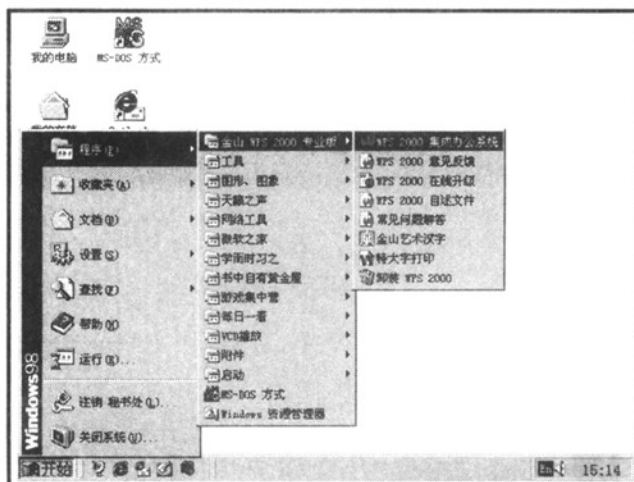 我的电脑
MS-DOS 方式
程序(P)
收藏夹(A)
文档(D)
设置(S)
查找(F)
帮助(H)
运行(R)...
注销 秘书处(L)...
关闭系统(U)...
Windows98
金山 WPS 2000 专业版
工具
图形、图象
天籁之声
网络工具
微软之家
学而时习之
书中自有黄金屋
游戏集中营
每日一看
VCD播放
附件
启动
MS-DOS 方式
Windows 资源管理器
WPS 2000 集成办公系统
WPS 2000 意见反馈
WPS 2000 在线升级
WPS 2000 自述文件
常见问题解答
金山艺术汉字
特大字打印
卸装 WPS 2000
开始
En
15:14